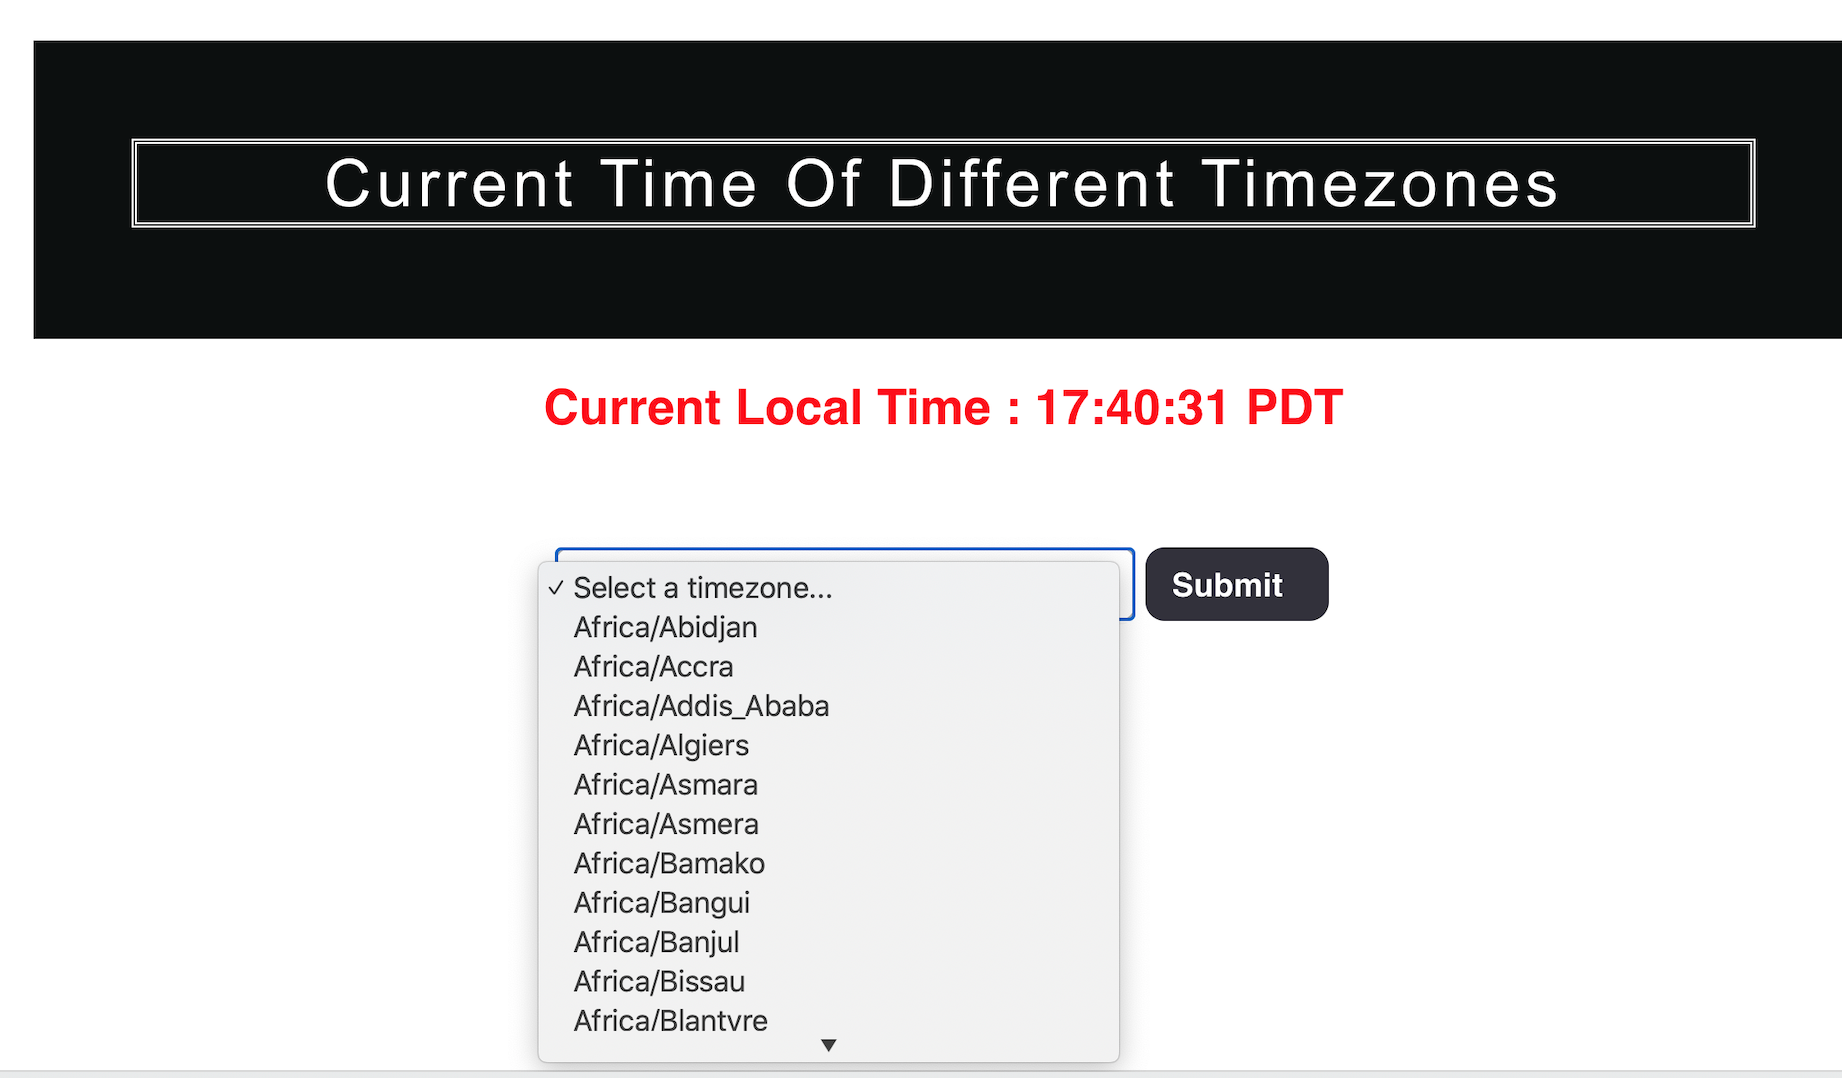 Current Time Of Different Timezones
Current Local Time : 17:40:31 PDT
Submit
✓ Select a timezone...
Africa/Abidjan
Africa/Accra
Africa/Addis_Ababa
Africa/Algiers
Africa/Asmara
Africa/Asmera
Africa/Bamako
Africa/Bangui
Africa/Banjul
Africa/Bissau
Africa/Blantyre